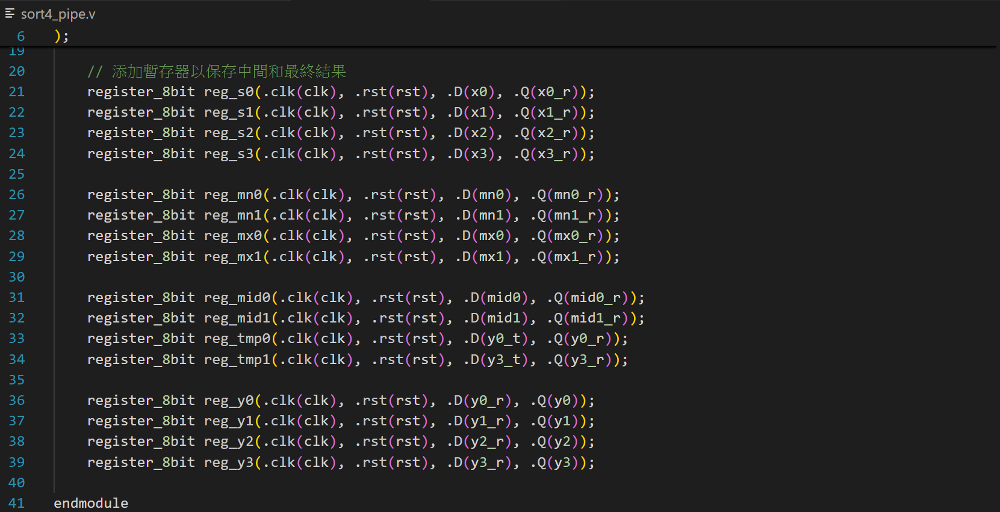 sort4_pipe.v
6 );
19
20 // 添加暫存器以保存中間和最終結果
21 register_8bit reg_s0(.clk(clk), .rst(rst), .D(x0), .Q(x0_r));
22 register_8bit reg_s1(.clk(clk), .rst(rst), .D(x1), .Q(x1_r));
23 register_8bit reg_s2(.clk(clk), .rst(rst), .D(x2), .Q(x2_r));
24 register_8bit reg_s3(.clk(clk), .rst(rst), .D(x3), .Q(x3_r));
25
26 register_8bit reg_mn0(.clk(clk), .rst(rst), .D(mn0), .Q(mn0_r));
27 register_8bit reg_mn1(.clk(clk), .rst(rst), .D(mn1), .Q(mn1_r));
28 register_8bit reg_mx0(.clk(clk), .rst(rst), .D(mx0), .Q(mx0_r));
29 register_8bit reg_mx1(.clk(clk), .rst(rst), .D(mx1), .Q(mx1_r));
30
31 register_8bit reg_mid0(.clk(clk), .rst(rst), .D(mid0), .Q(mid0_r));
32 register_8bit reg_mid1(.clk(clk), .rst(rst), .D(mid1), .Q(mid1_r));
33 register_8bit reg_tmp0(.clk(clk), .rst(rst), .D(y0_t), .Q(y0_r));
34 register_8bit reg_tmp1(.clk(clk), .rst(rst), .D(y3_t), .Q(y3_r));
35
36 register_8bit reg_y0(.clk(clk), .rst(rst), .D(y0_r), .Q(y0));
37 register_8bit reg_y1(.clk(clk), .rst(rst), .D(y1_r), .Q(y1));
38 register_8bit reg_y2(.clk(clk), .rst(rst), .D(y2_r), .Q(y2));
39 register_8bit reg_y3(.clk(clk), .rst(rst), .D(y3_r), .Q(y3));
40
41 endmodule